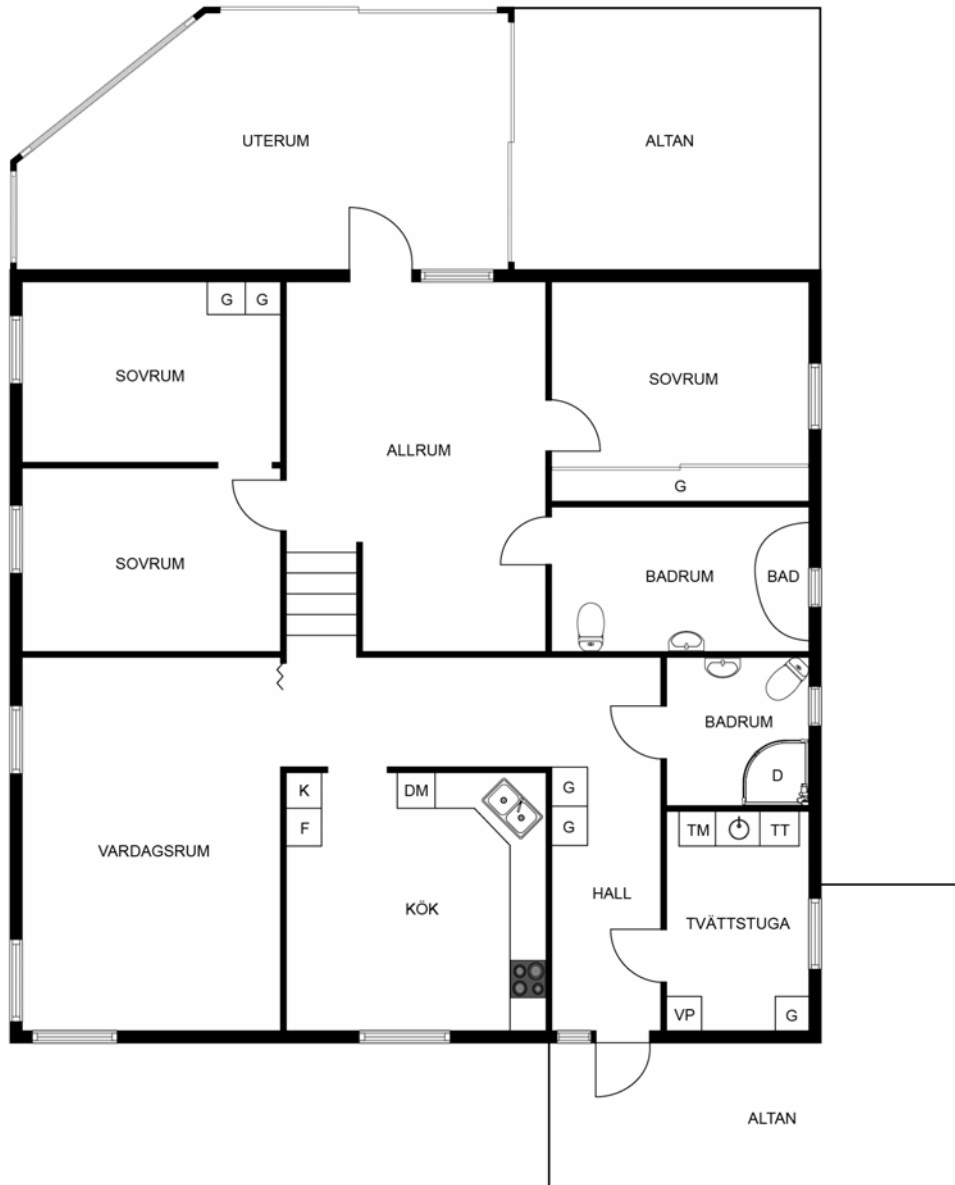 UTERUM
ALTAN
G G
SOVRUM
SOVRUM
ALLRUM
G
SOVRUM
BADRUM
BAD
BADRUM
D
K
F
DM
G
G
TM
TT
VARDAGSRUM
KÖK
HALL
TVÄTTSTUGA
VP
G
ALTAN